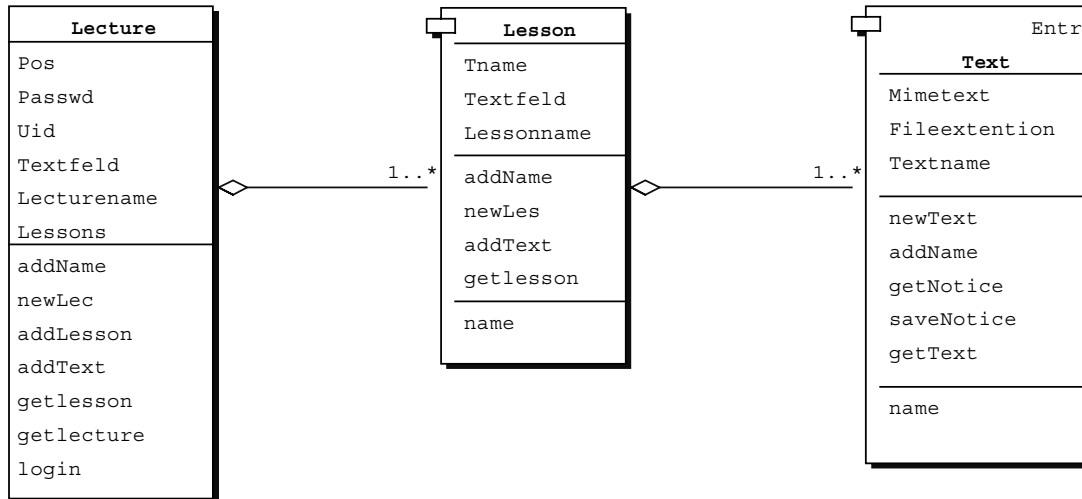 Lecture
Pos
Passwd
Uid
Textfeld
Lecturename
Lessons
addName
newLec
addLesson
addText
getlesson
getlecture
login
1..*
Lesson
Tname
Textfeld
Lessonname
addName
newLes
addText
getlesson
name
1..*
Entr
Text
Mimetext
Fileextention
Textname
newText
addName
getNotice
saveNotice
getText
name